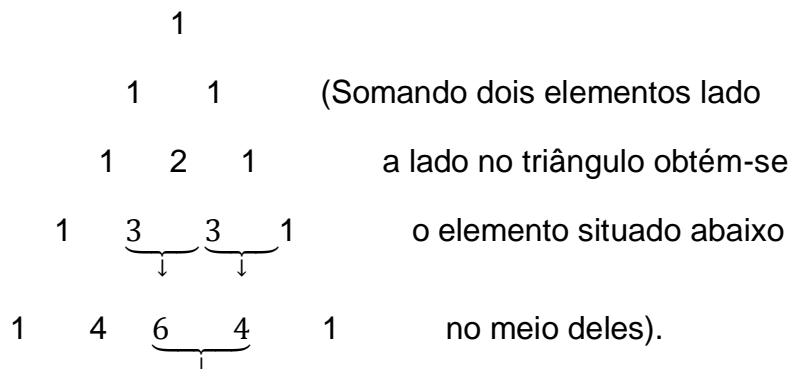 1
1 1 (Somando dois elementos lado
1 2 1 a lado no triângulo obtém-se
1 3 3 1 o elemento situado abaixo
↓ ↓
1 4 6 4 1 no meio deles).